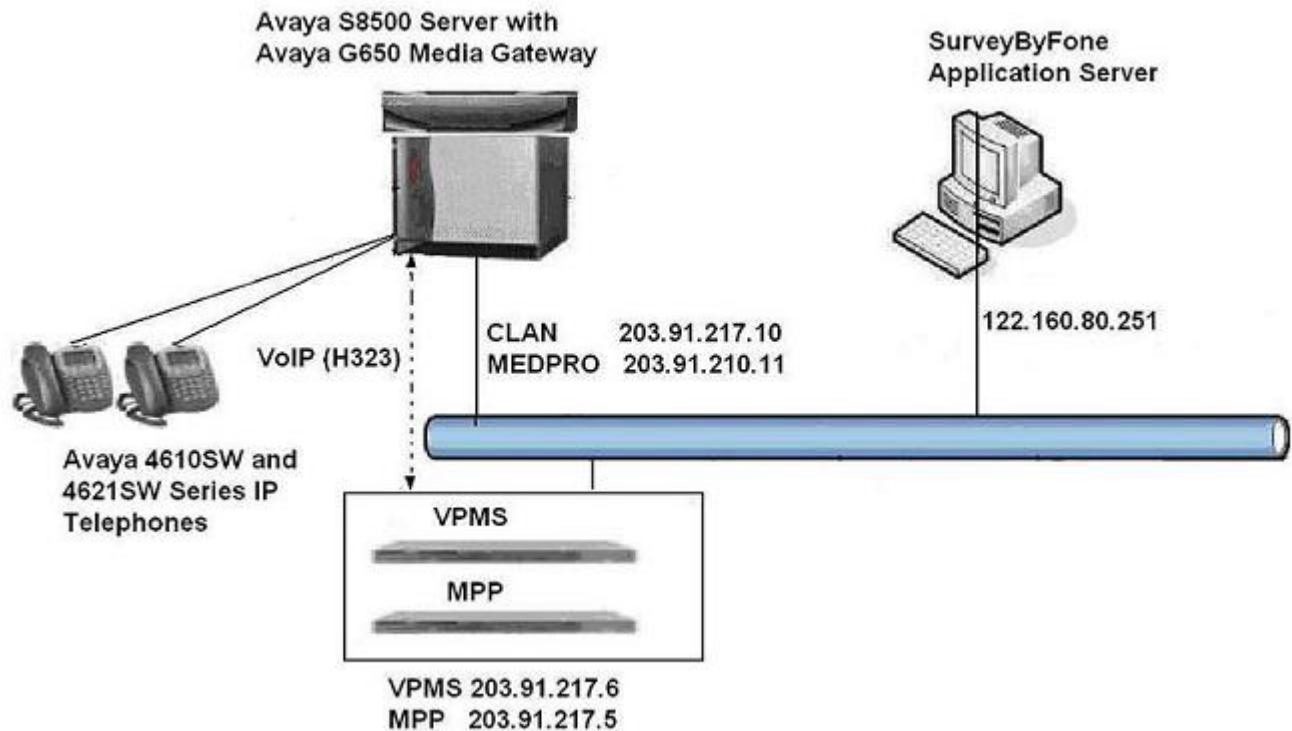 Avaya S8500 Server with
Avaya G650 Media Gateway
SurveyByFone
Application Server
VoIP (H323)
CLAN 203.91.217.10
MEDPRO 203.91.210.11
122.160.80.251
Avaya 4610SW and
4621SW Series IP
Telephones
VPMS
MPP
VPMS 203.91.217.6
MPP 203.91.217.5